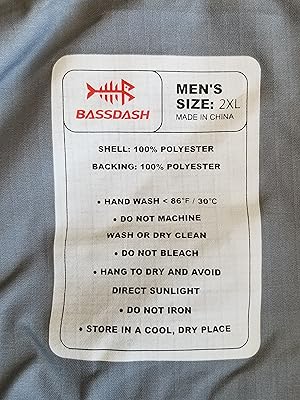 BASSDASH
MEN'S
SIZE: 2XL
MADE IN CHINA
SHELL: 100% POLYESTER
BACKING: 100% POLYESTER
• HAND WASH < 86°F / 30°C
• DO NOT MACHINE
WASH OR DRY CLEAN
• DO NOT BLEACH
• HANG TO DRY AND AVOID
DIRECT SUNLIGHT
• DO NOT IRON
• STORE IN A COOL, DRY PLACE